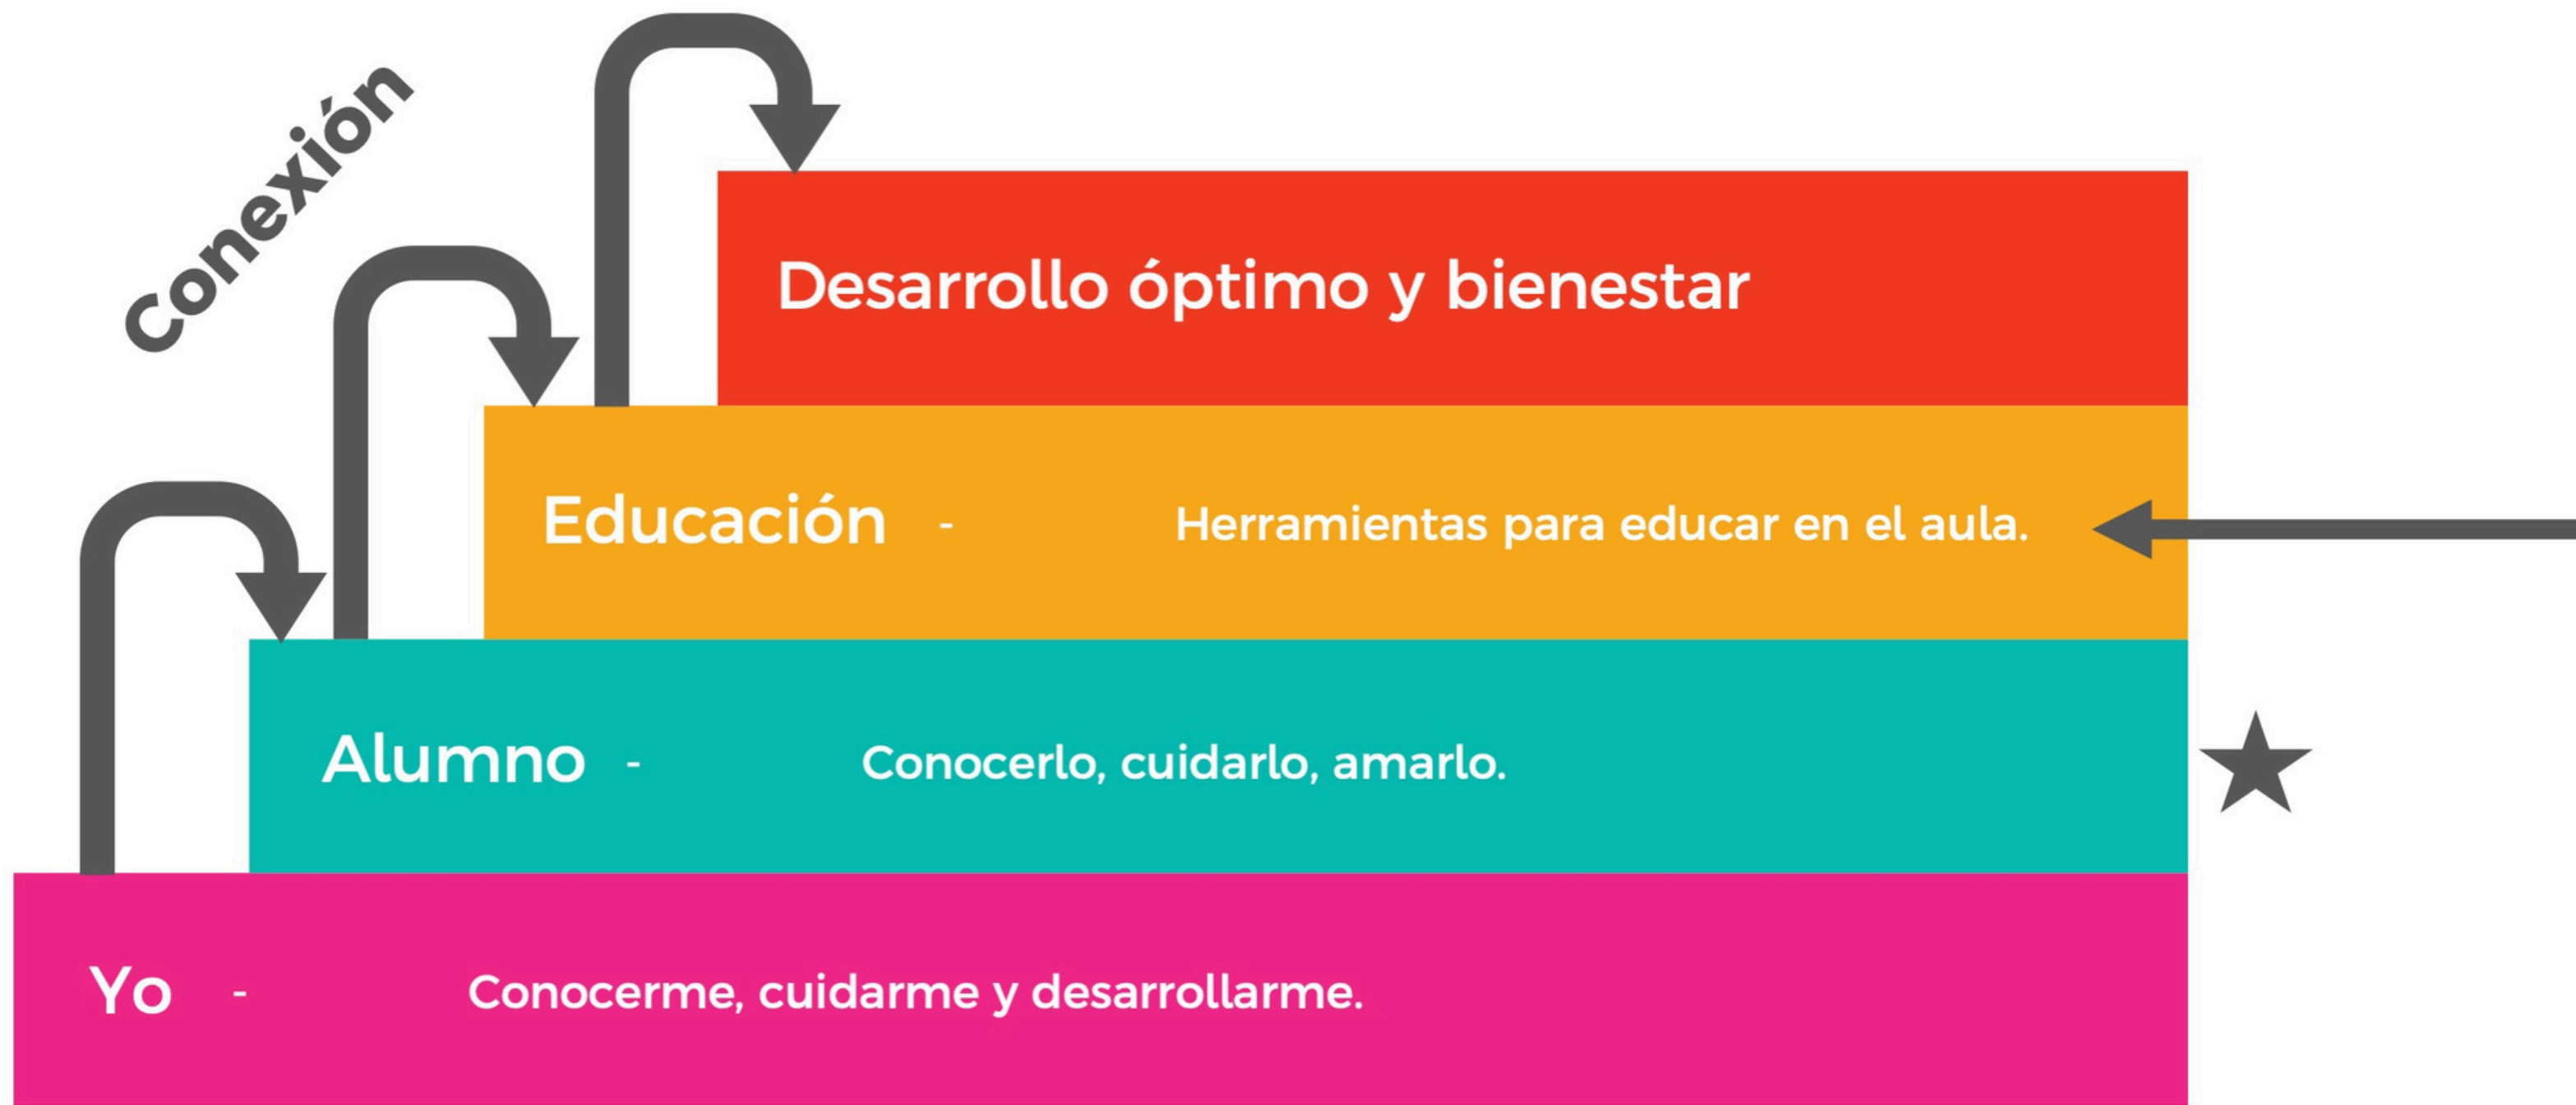 Conexión
Desarrollo óptimo y bienestar
Educación - Herramientas para educar en el aula.
Alumno - Conocerlo, cuidarlo, amarlo.
Yo - Conocerme, cuidarme y desarrollarme.